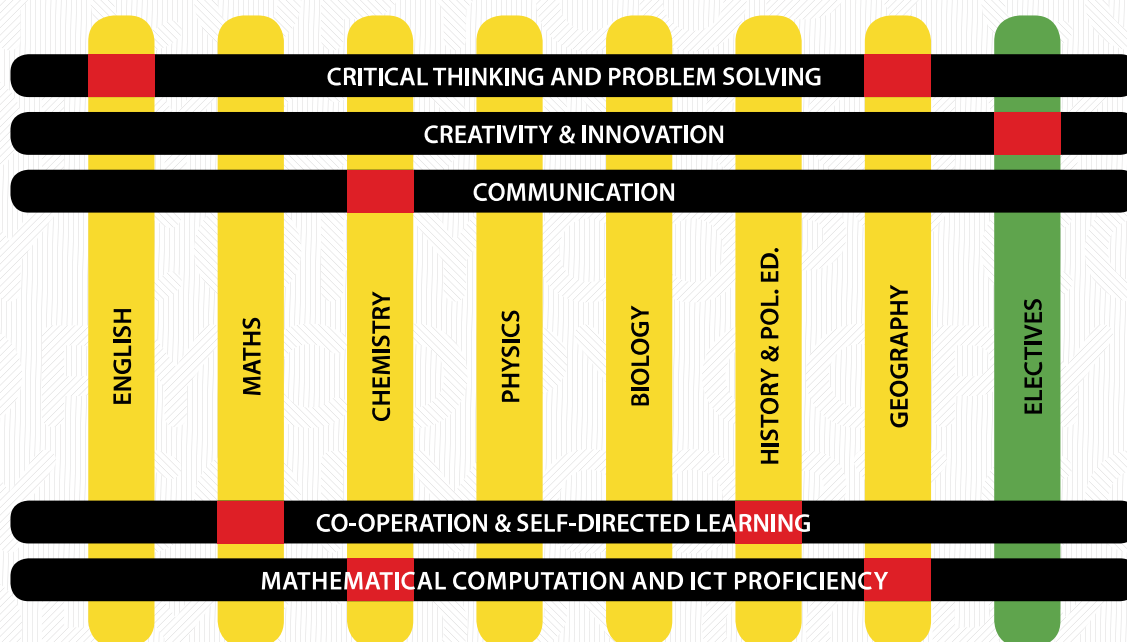 CRITICAL THINKING AND PROBLEM SOLVING
CREATIVITY & INNOVATION
COMMUNICATION
ENGLISH
MATHS
CHEMISTRY
PHYSICS
BIOLOGY
HISTORY & POL. ED.
GEOGRAPHY
ELECTIVES
CO-OPERATION & SELF-DIRECTED LEARNING
MATHEMATICAL COMPUTATION AND ICT PROFICIENCY